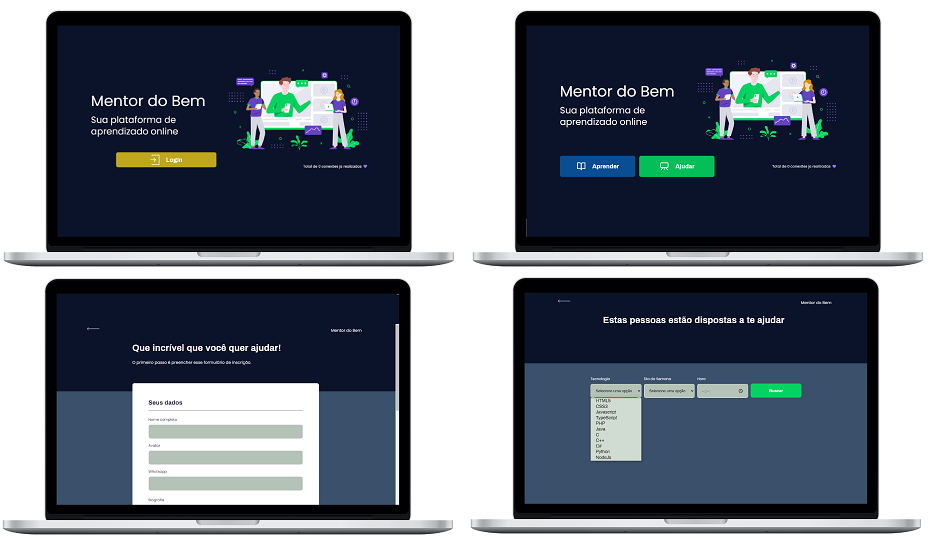 Mentor do Bem
Sua plataforma de
aprendizado online
Login
Total de 0 conexões já realizadas
Mentor do Bem
Sua plataforma de
aprendizado online
Aprender
Ajudar
Total de 0 conexões já realizadas
Mentor do Bem
Que incrível que você quer ajudar!
O primeiro passo é preencher esse formulário de inscrição.
Seus dados
Nome completo
Avatar
Whatsapp
Biografia
Mentor do Bem
Estas pessoas estão dispostas a te ajudar
Tecnologia
Dia da Semana
Hora
Selecione uma opção
Selecione uma opção
--:--
Buscar
HTML5
CSS3
Javascript
TypeScript
PHP
Java
C
C++
C#
Python
NodeJs